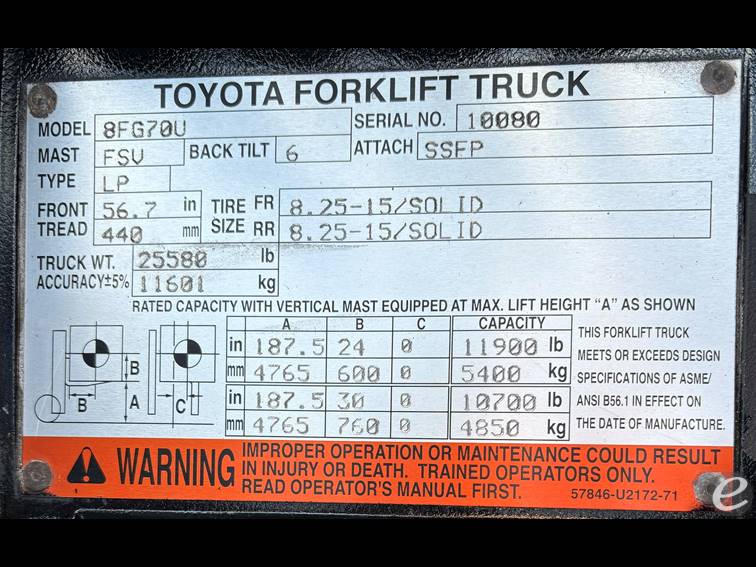 TOYOTA FORKLIFT TRUCK
MODEL 8FG70U SERIAL NO. 10080
MAST FSV BACK TILT 6 ATTACH SSFP
TYPE LP
FRONT TREAD 56.7 in TIRE SIZE FR 8.25-15/SOLID
440 mm RR 8.25-15/SOLID
TRUCK WT. 25580 lb
ACCURACY±5% 11601 kg
RATED CAPACITY WITH VERTICAL MAST EQUIPPED AT MAX. LIFT HEIGHT "A" AS SHOWN
A B C CAPACITY
in 187.5 24 0 11900 lb
mm 4765 600 0 5400 kg
in 187.5 30 0 10700 lb
mm 4765 760 0 4850 kg
B B A C
THIS FORKLIFT TRUCK
MEETS OR EXCEEDS DESIGN
SPECIFICATIONS OF ASME/
ANSI B56.1 IN EFFECT ON
THE DATE OF MANUFACTURE.
WARNING
IMPROPER OPERATION OR MAINTENANCE COULD RESULT
IN INJURY OR DEATH. TRAINED OPERATORS ONLY.
READ OPERATOR'S MANUAL FIRST.
57846-U2172-71
e